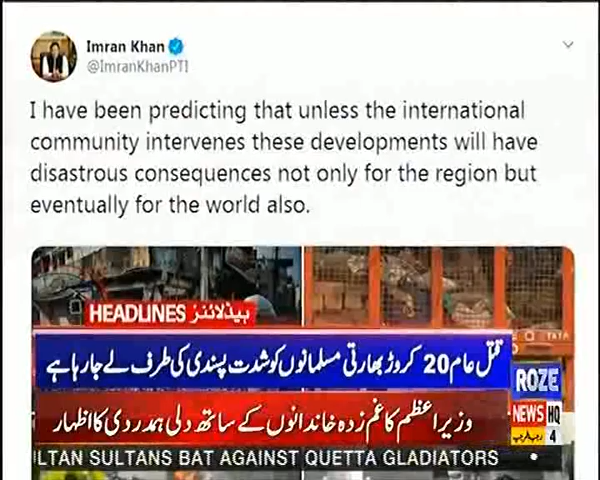 Imran Khan
@ImranKhanPTI
I have been predicting that unless the international
community intervenes these developments will have
disastrous consequences not only for the region but
eventually for the world also.
HEADLINES ہیڈلائنز
قتل عام 20 کروڑ بھارتی مسلمانوں کو شدت پسندی کی طرف لے جا رہا ہے
وزیراعظم کا غم زدہ خاندانوں کے ساتھ دلی ہمدردی کا اظہار
TATA
ROZE
NEWS HQ
4
ILTAN SULTANS BAT AGAINST QUETTA GLADIATORS